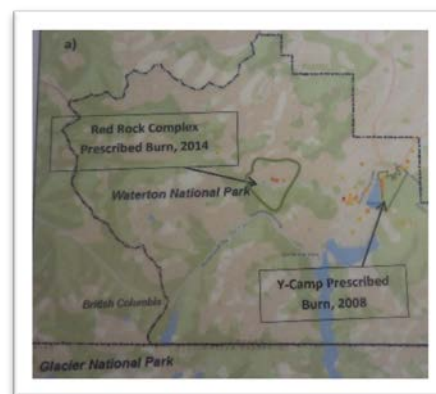 a)
Red Rock Complex
Prescribed Burn, 2014
Waterton National Park
Y-Camp Prescribed
Burn, 2008
British Columbia
Glacier National Park